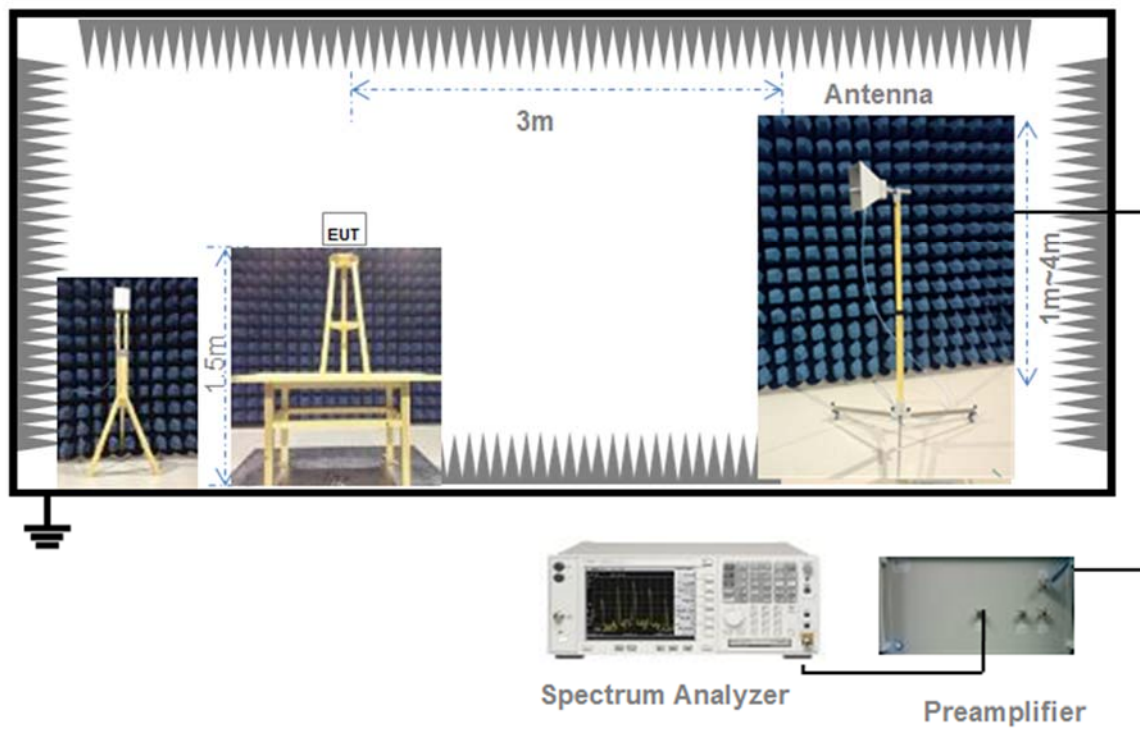 Antenna
3m
EUT
1.5m
1m~4m
Spectrum Analyzer
Preamplifier